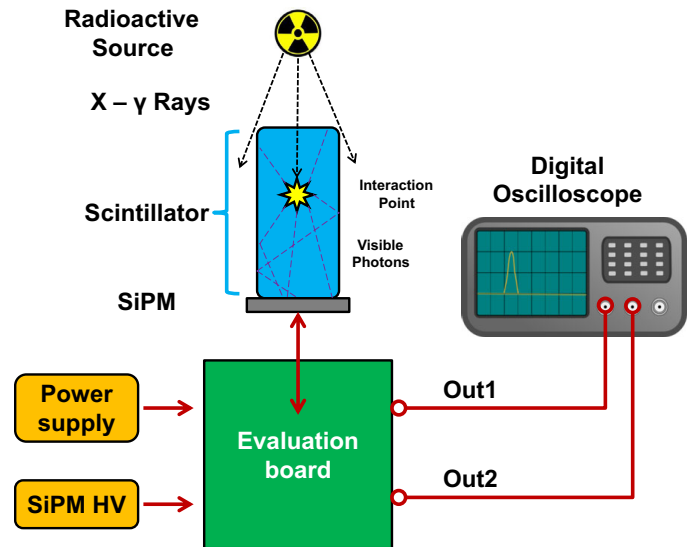 Radioactive
Source
X – γ Rays
Interaction
Point
Digital
Oscilloscope
Scintillator
Visible
Photons
SiPM
Power
supply
Out1
Evaluation
board
SiPM HV
Out2